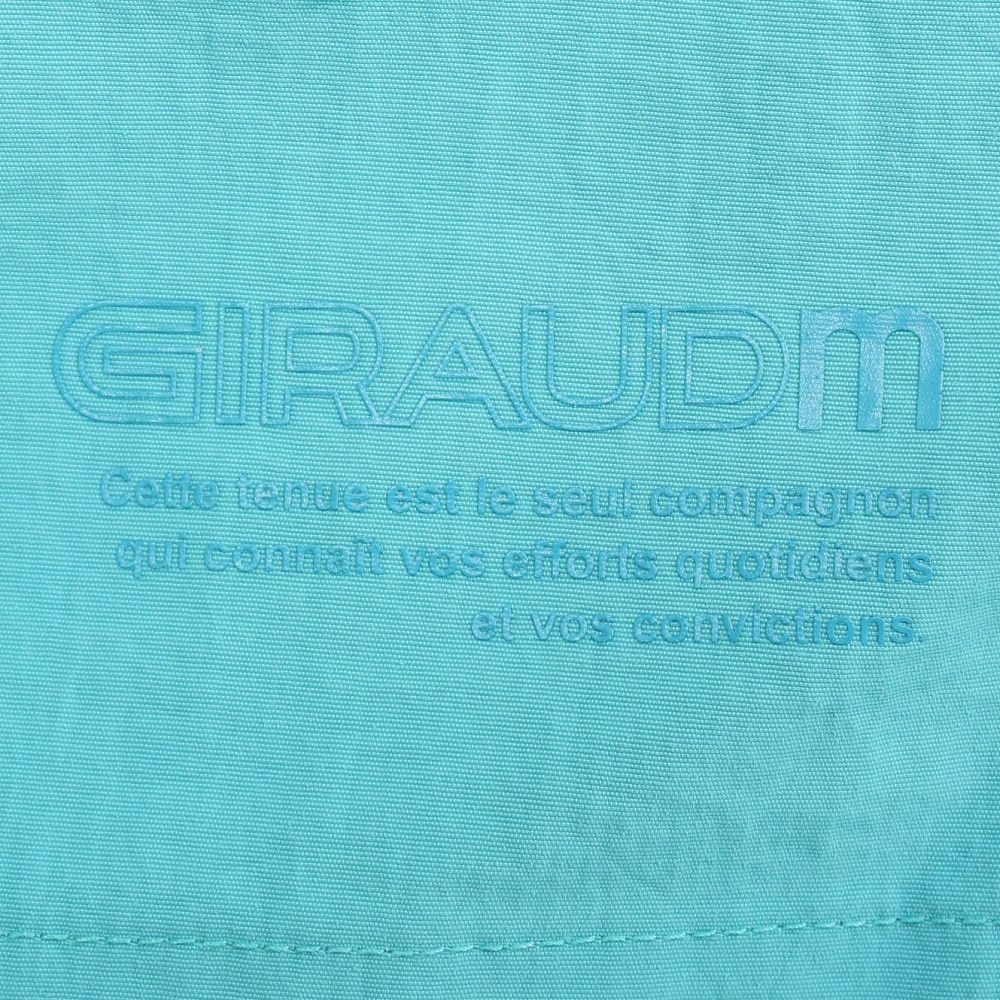 GIRAUDm
Cette tenue est le seul compagnon
qui connaît vos efforts quotidiens
et vos convictions.